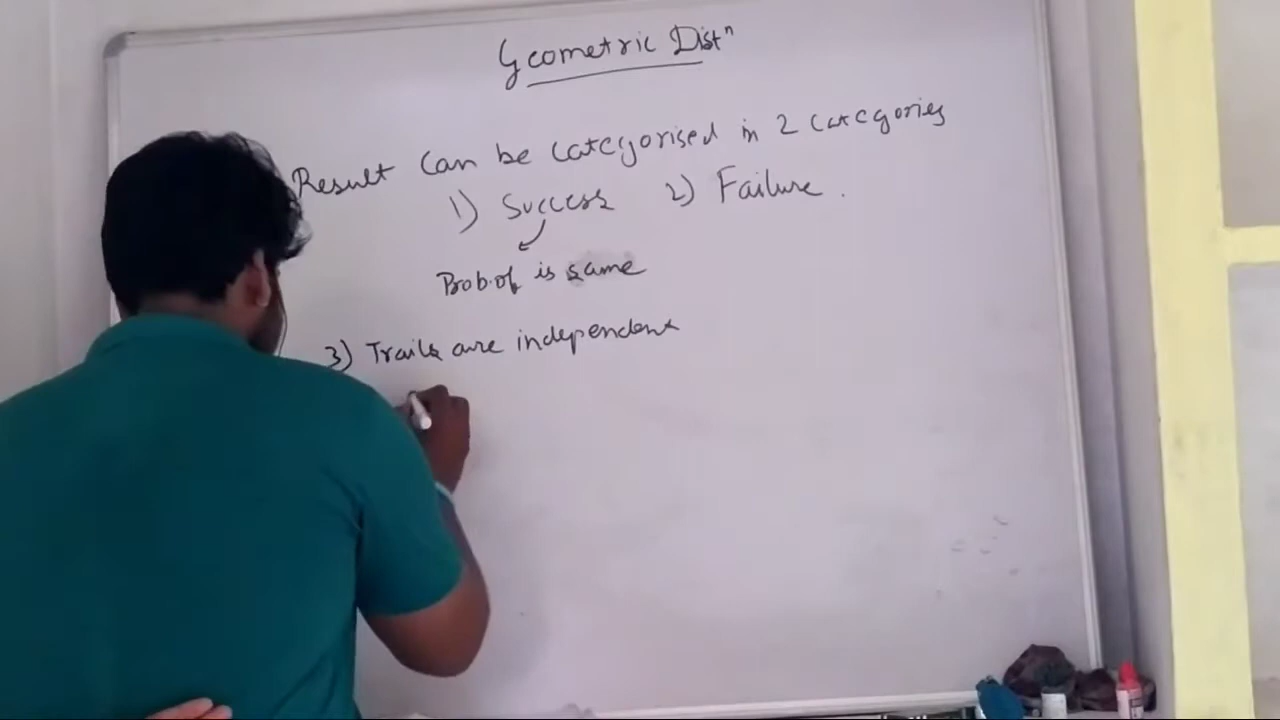 Geometric Distⁿ
Result Can be categorised in 2 categories
1) Success 2) Failure .
Prob.of is same
3) Trails are independent